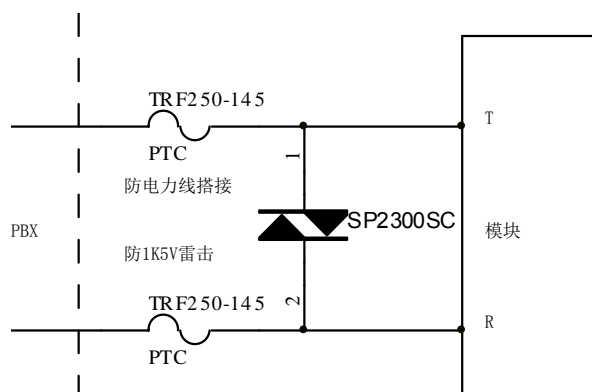 TRF250-145
T
PTC
1
防电力线搭接
SP2300SC
PBX
模块
防1K5V雷击
2
TRF250-145
R
PTC